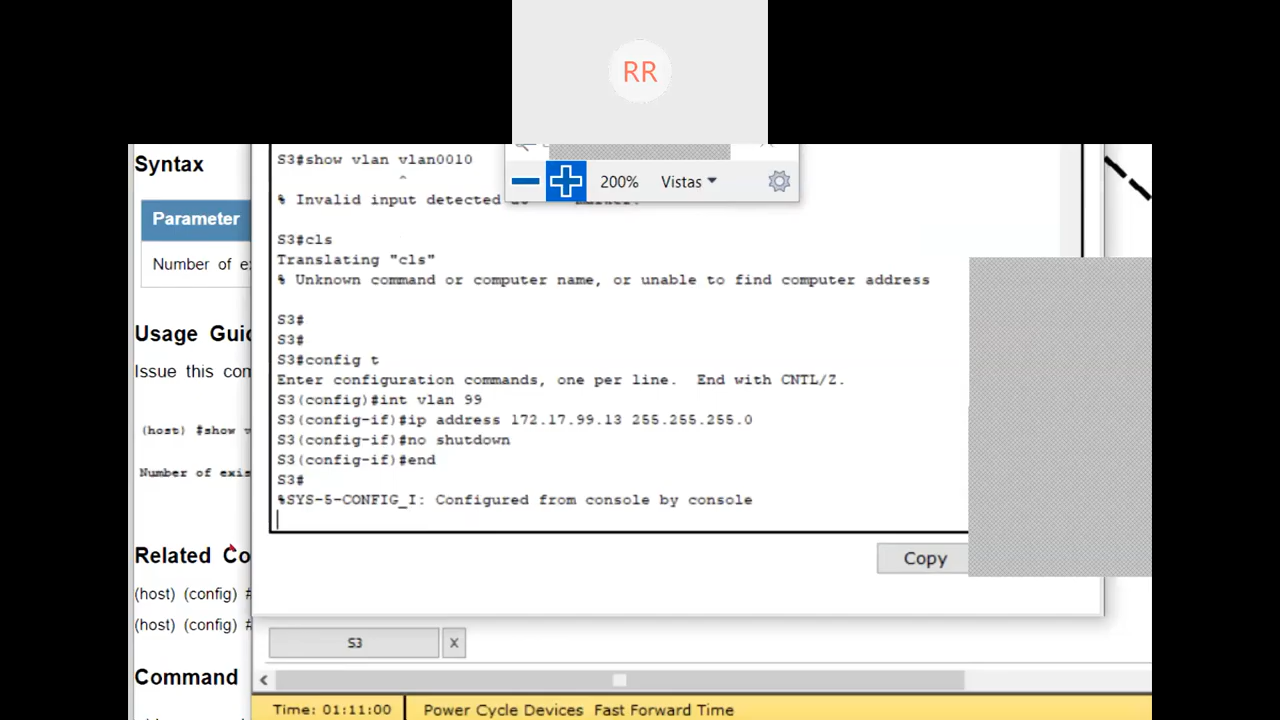 RR
200% Vistas
Syntax
Parameter
Number of ex
Usage Guid
Issue this com
(host) #show v
Number of exis
Related Co
(host) (config) #
(host) (config) #
Command
S3#show vlan vlan0010
^
% Invalid input detected
S3#cls
Translating "cls"
% Unknown command or computer name, or unable to find computer address
S3#
S3#
S3#config t
Enter configuration commands, one per line. End with CNTL/Z.
S3(config)#int vlan 99
S3(config-if)#ip address 172.17.99.13 255.255.255.0
S3(config-if)#no shutdown
S3(config-if)#end
S3#
%SYS-5-CONFIG_I: Configured from console by console
Copy
S3 X
Time: 01:11:00 Power Cycle Devices Fast Forward Time